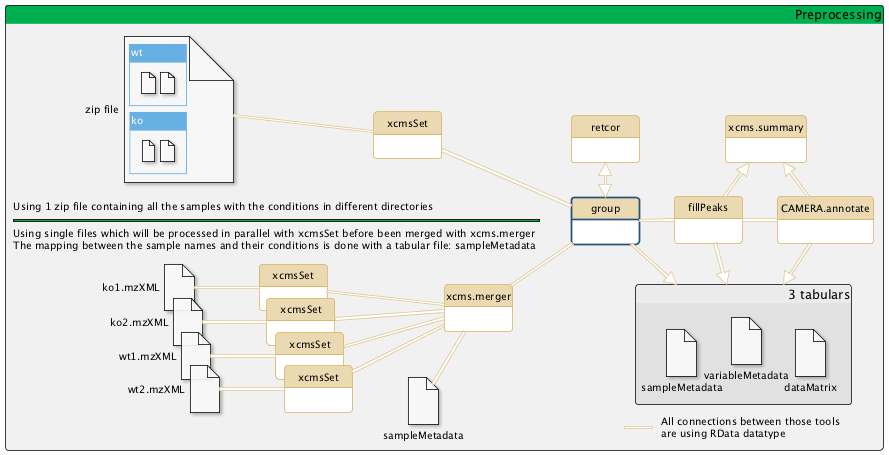 Preprocessing
wt
zip file
ko
xcmsSet
retcor
xcms.summary
group
fillPeaks
CAMERA.annotate
Using 1 zip file containing all the samples with the conditions in different directories
Using single files which will be processed in parallel with xcmsSet before been merged with xcms.merger
The mapping between the sample names and their conditions is done with a tabular file: sampleMetadata
ko1.mzXML
xcmsSet
ko2.mzXML
xcmsSet
wt1.mzXML
xcmsSet
wt2.mzXML
xcmsSet
xcms.merger
sampleMetadata
3 tabulars
sampleMetadata
variableMetadata
dataMatrix
All connections between those tools
are using RData datatype